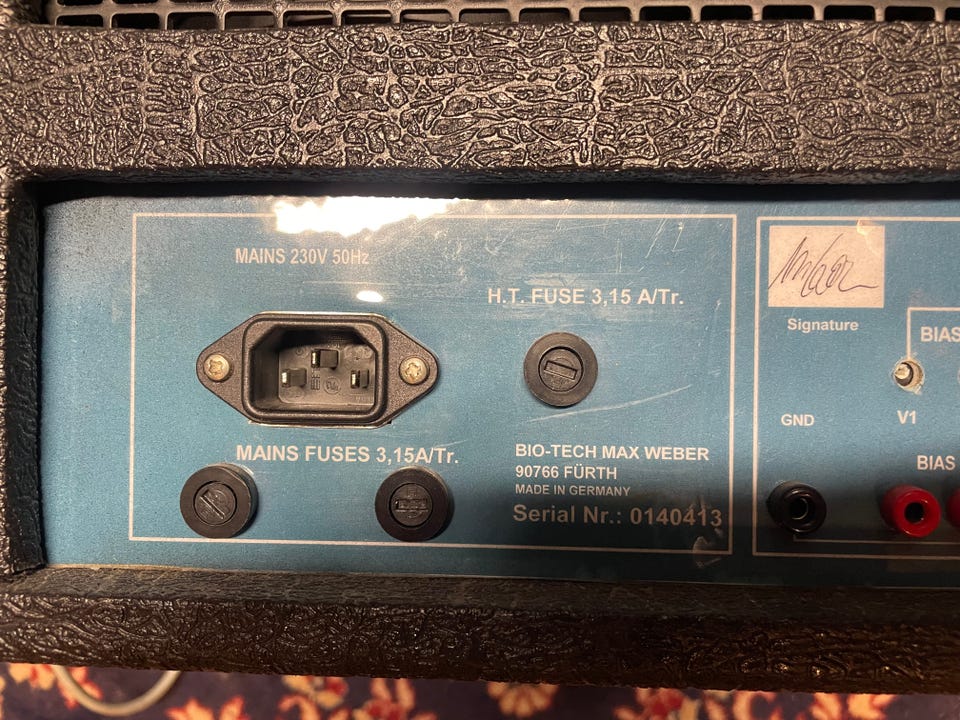 MAINS 230V 50Hz
H.T. FUSE 3,15 A/Tr.
MAINS FUSES 3,15A/Tr.
BIO-TECH MAX WEBER
90766 FÜRTH
MADE IN GERMANY
Serial Nr.: 0140413
Signature
BIAS
GND
V1
BIAS